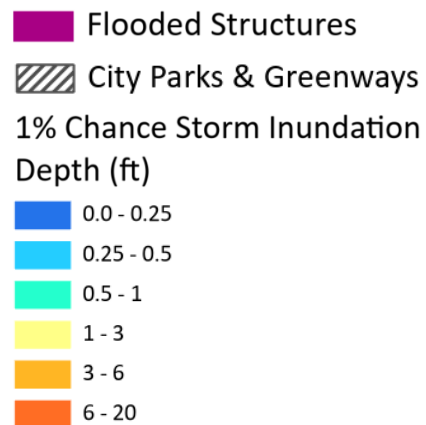 Flooded Structures
City Parks & Greenways
1% Chance Storm Inundation
Depth (ft)
0.0 - 0.25
0.25 - 0.5
0.5 - 1
1 - 3
3 - 6
6 - 20